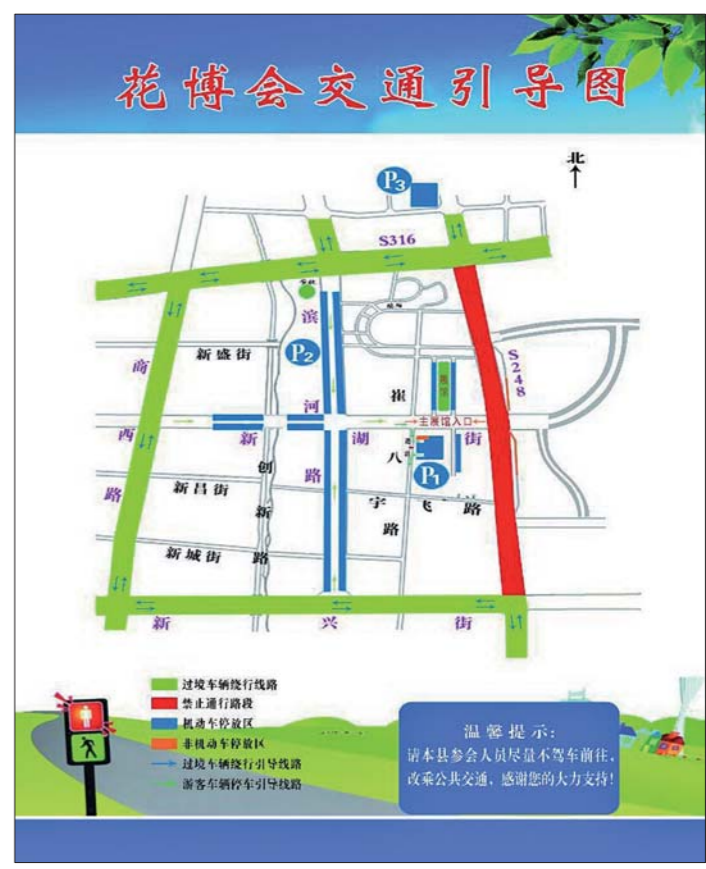 花博会交通引导图
北
P3
S316
滨
P2
新盛街
商
S248
河
崔
展馆
主展馆入口
西
新
湖
街
八
创
P1
路
新昌街
路
新
宇飞
路
路
新城街
路
新
兴
街
过境车辆绕行线路
禁止通行路段
机动车停放区
非机动车停放区
过境车辆绕行引导线路
游客车辆停车引导线路
温馨提示:
请本县参会人员尽量不驾车前往,
改乘公共交通, 感谢您的大力支持!